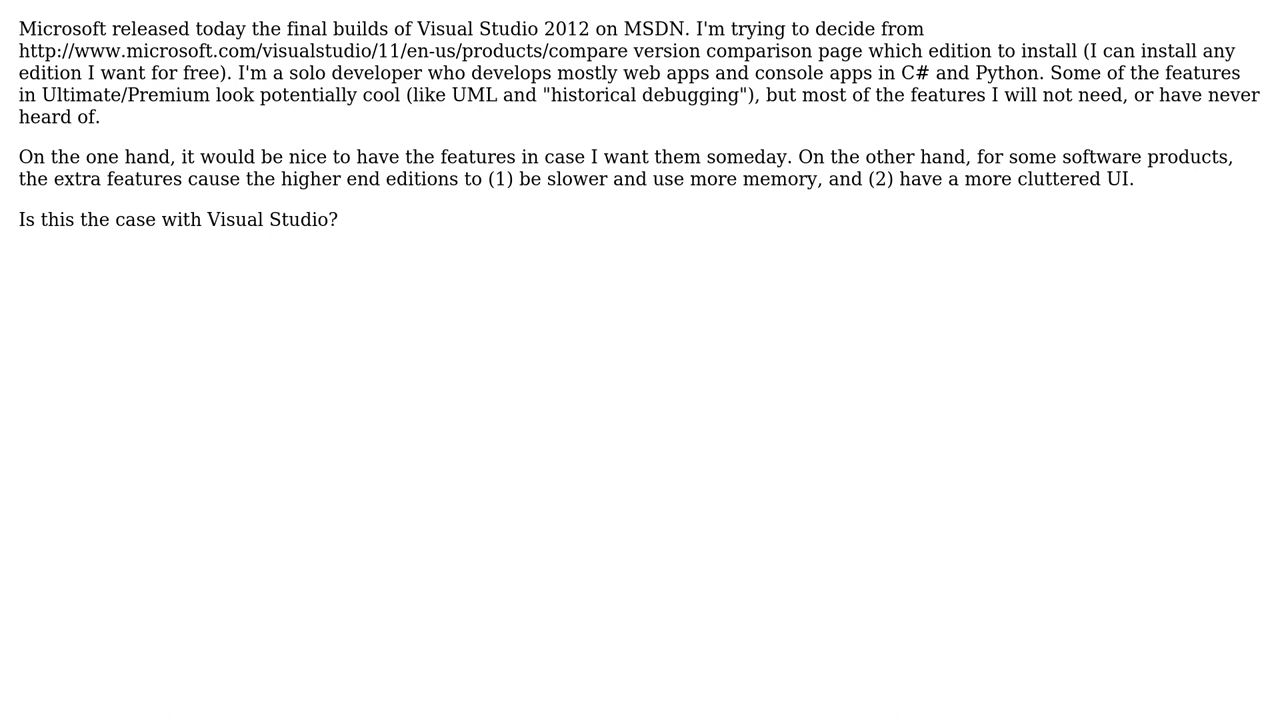 Microsoft released today the final builds of Visual Studio 2012 on MSDN. I'm trying to decide from
http://www.microsoft.com/visualstudio/11/en-us/products/compare version comparison page which edition to install (I can install any
edition I want for free). I'm a solo developer who develops mostly web apps and console apps in C# and Python. Some of the features
in Ultimate/Premium look potentially cool (like UML and "historical debugging"), but most of the features I will not need, or have never
heard of.
On the one hand, it would be nice to have the features in case I want them someday. On the other hand, for some software products,
the extra features cause the higher end editions to (1) be slower and use more memory, and (2) have a more cluttered UI.
Is this the case with Visual Studio?